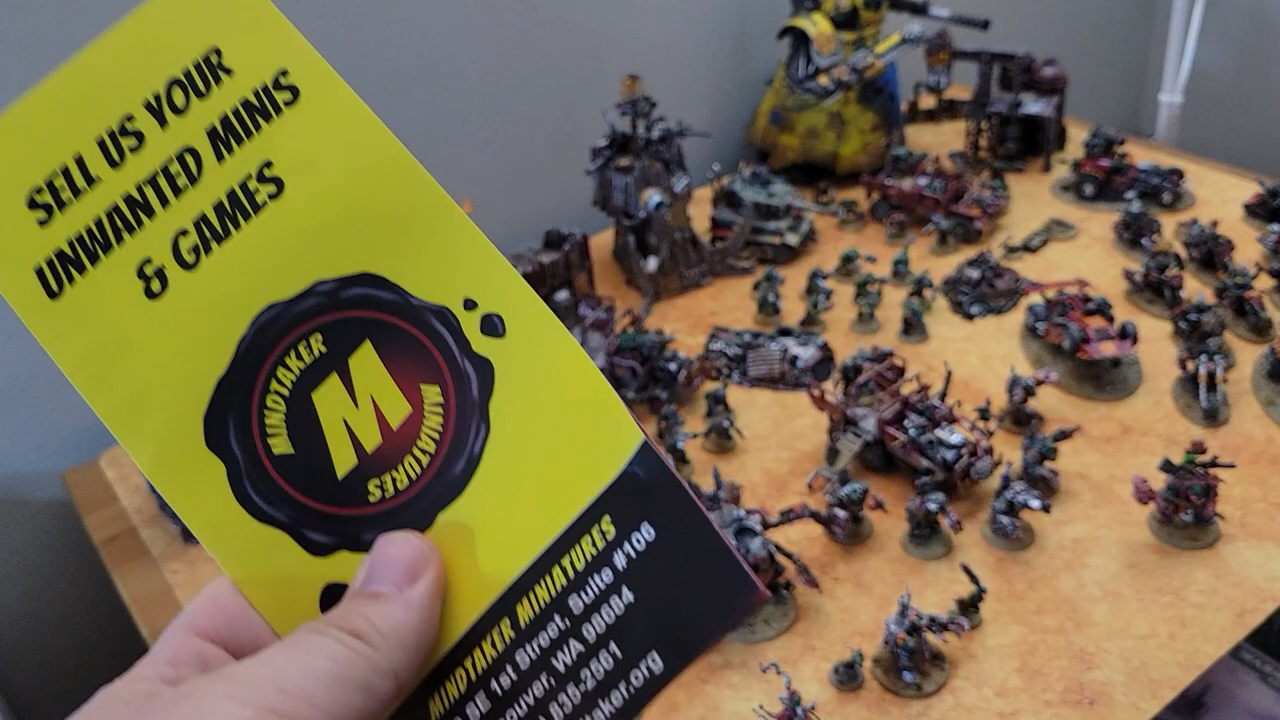 SELL US YOUR
UNWANTED MINIS
& GAMES
MINDTAKER
M
MINIATURES
MINDTAKER MINIATURES
SE 1st Street, Suite #106
WA 98684